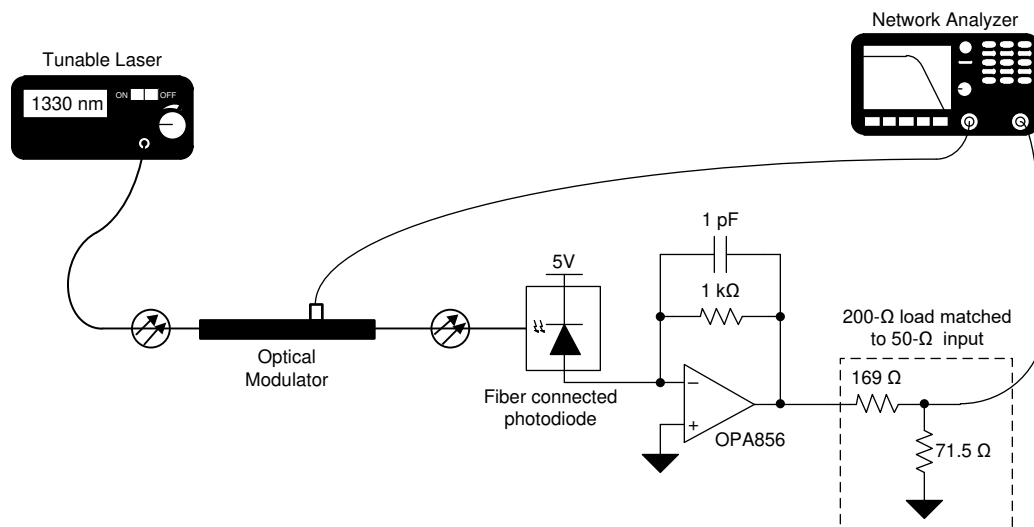 Network Analyzer
Tunable Laser
1330 nm
ON
OFF
1 pF
5V
1 kΩ
200-Ω load matched
to 50-Ω input
Optical
Modulator
169 Ω
Fiber connected
photodiode
−
+
OPA856
71.5 Ω